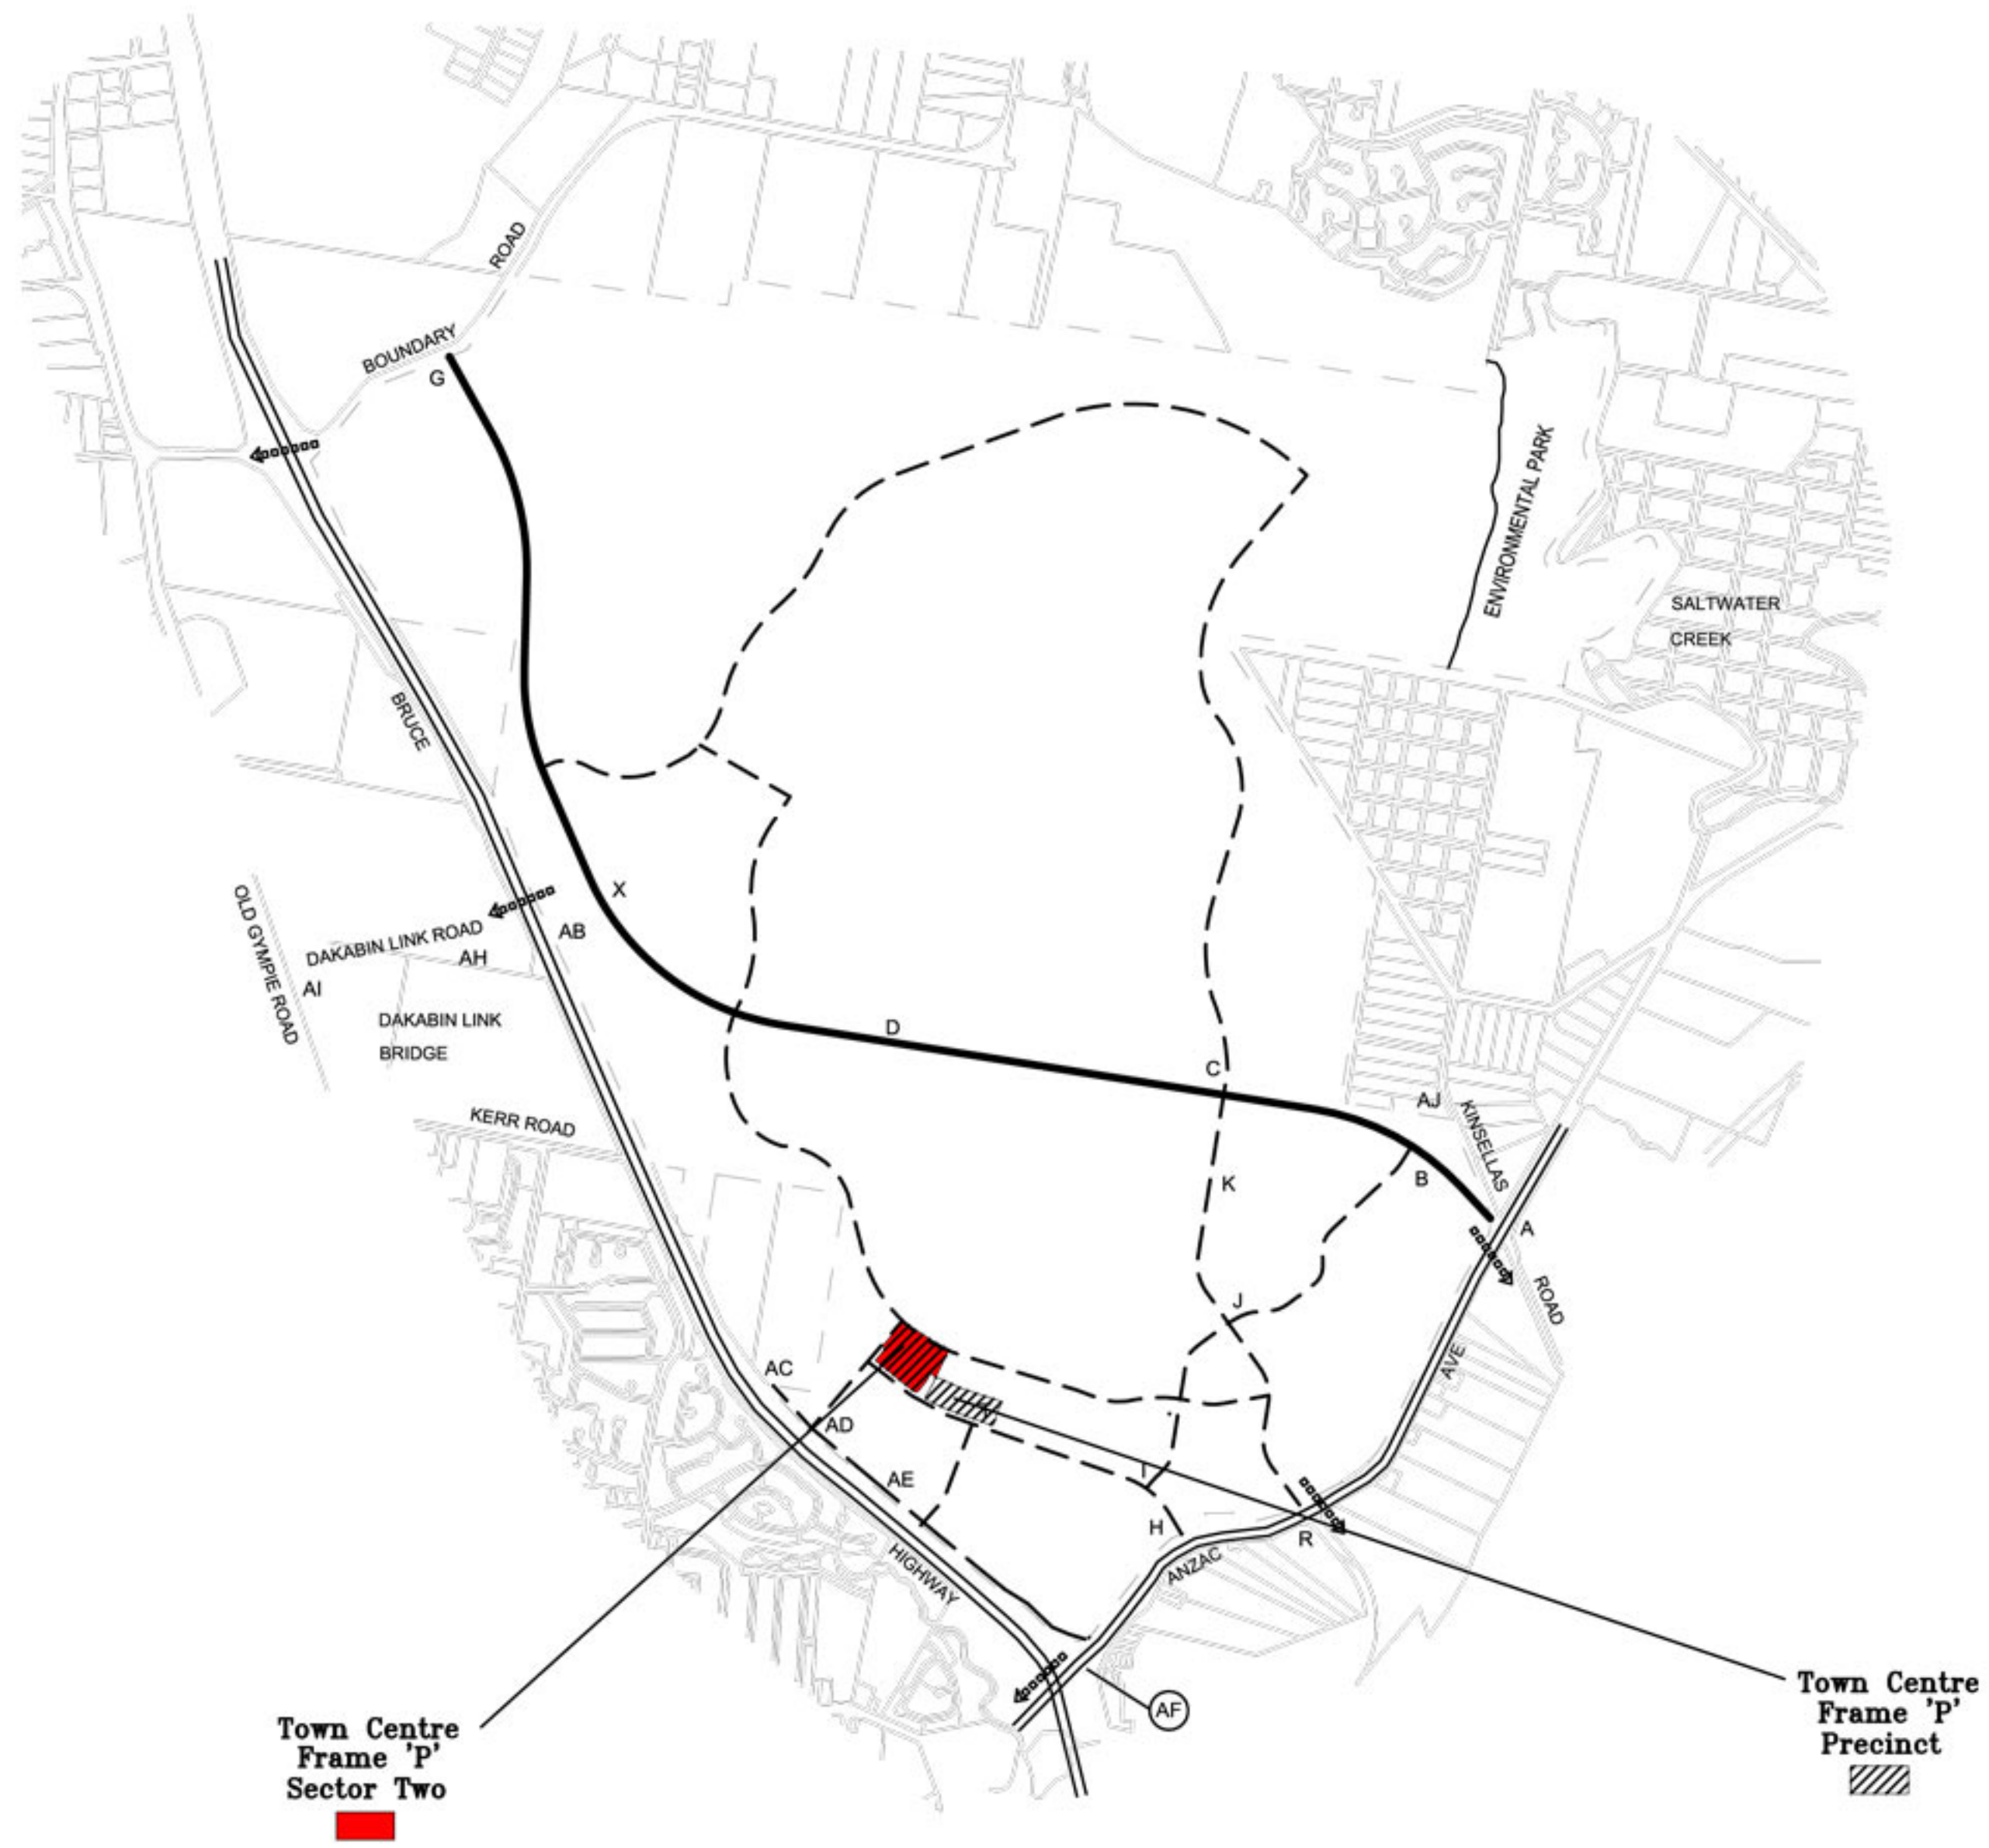 ROAD
BOUNDARY
G
ENVIRONMENTAL PARK
SALTWATER
CREEK
BRUCE
X
OLD GYMPIE ROAD
DAKABIN LINK ROAD
AB
AH
AI
DAKABIN LINK
BRIDGE
D
C
AJ
KINSELLAS
KERR ROAD
B
K
A
ROAD
J
AVE
AC
AD
AE
I
H
R
HIGHWAY
ANZAC
AF
Town Centre
Frame 'P'
Precinct
Town Centre
Frame 'P'
Sector Two